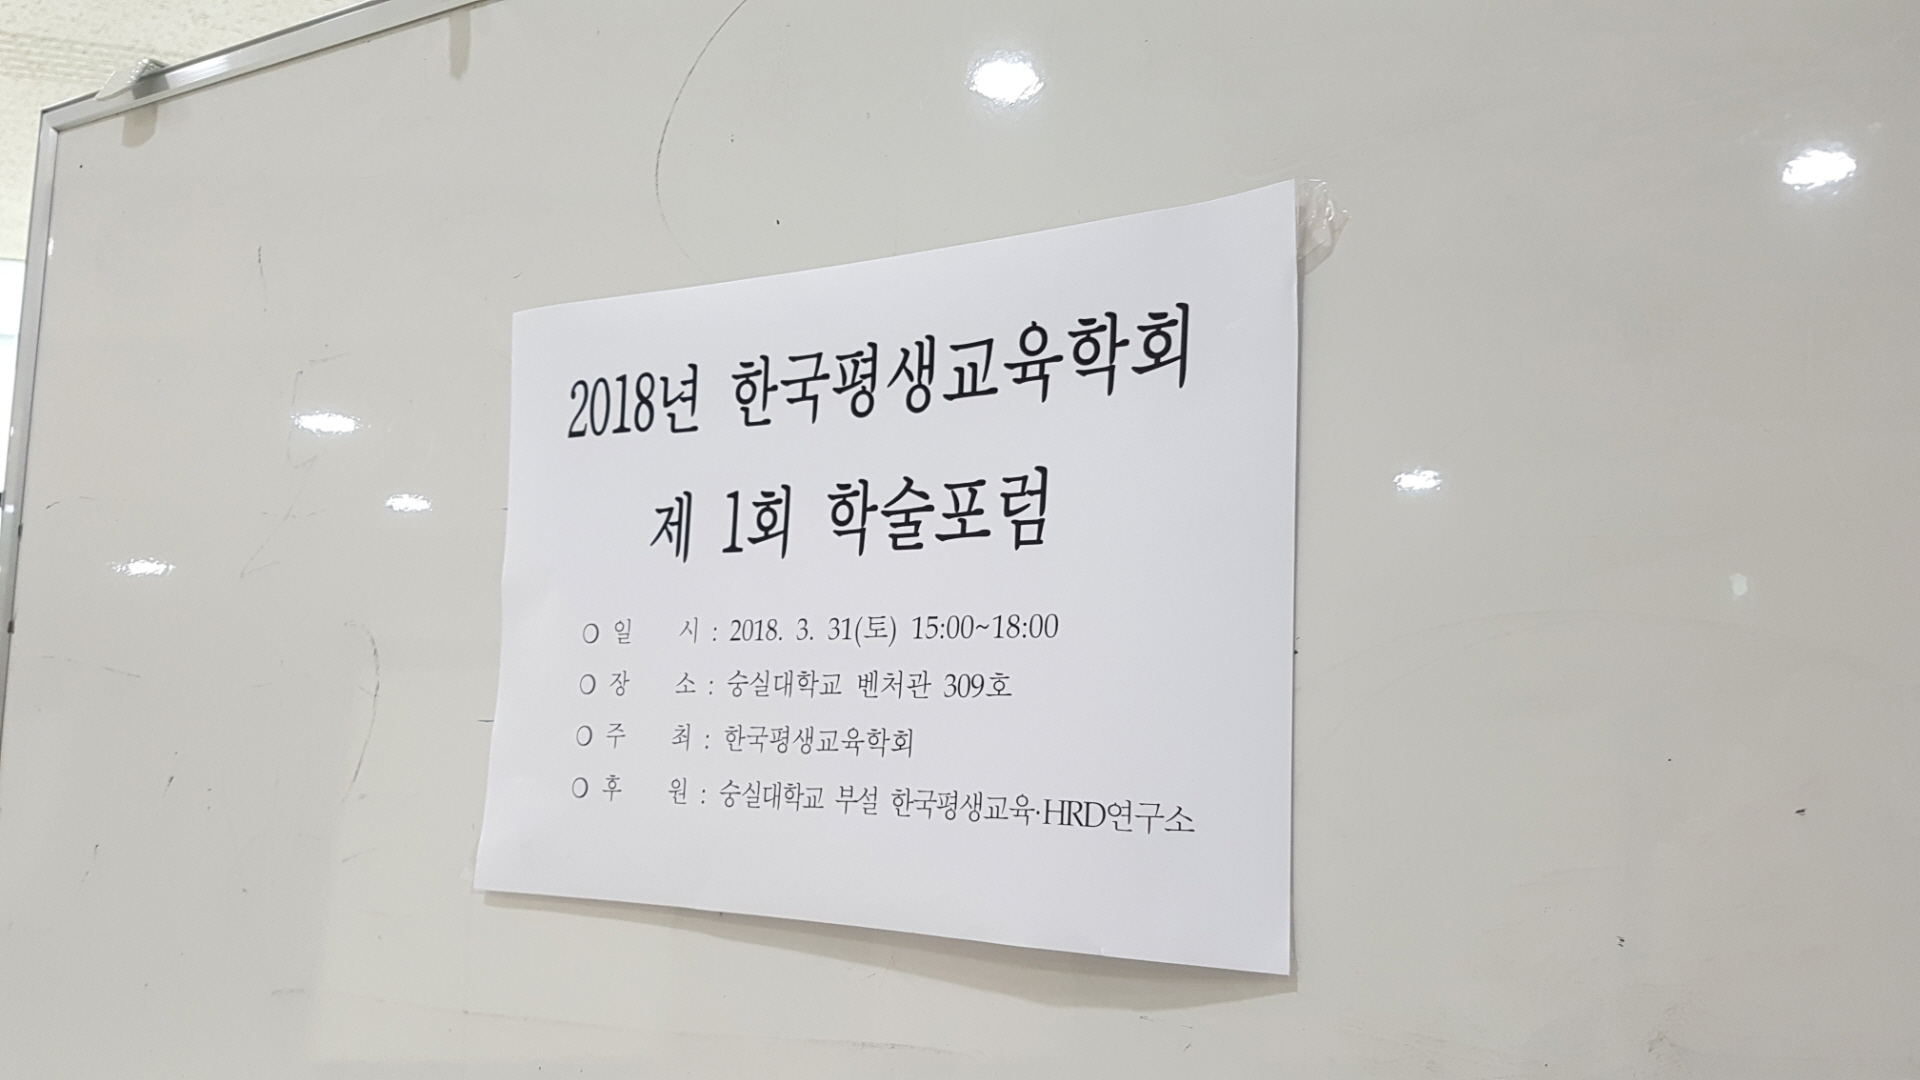 2018년 한국평생교육학회
제 1회 학술포럼
○ 일 시 : 2018. 3. 31(토) 15:00~18:00
○ 장 소 : 숭실대학교 벤처관 309호
○ 주 최 : 한국평생교육학회
○ 후 원 : 숭실대학교 부설 한국평생교육·HRD연구소